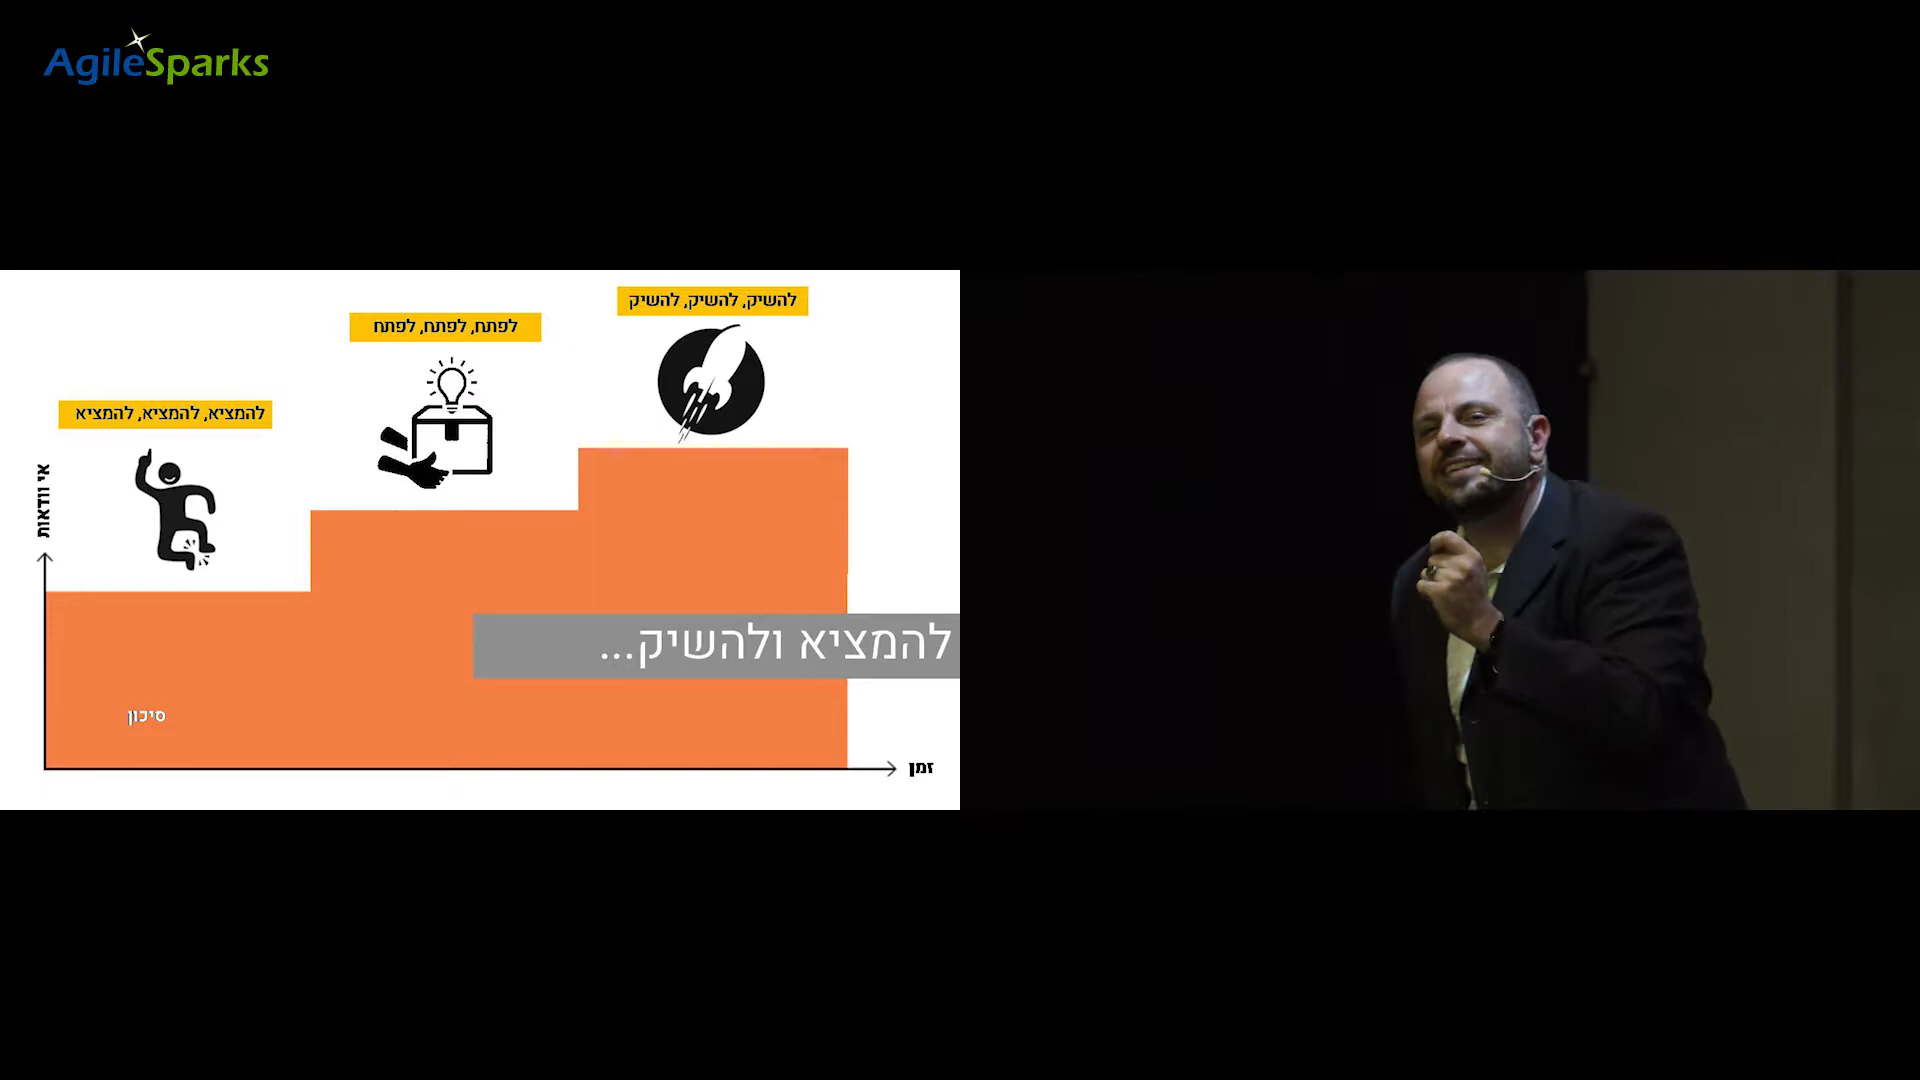 AgileSparks
להשיק, להשיק, להשיק
לפתח, לפתח, לפתח
להמציא, להמציא, להמציא
אי וודאות
להמציא ולהשיק...
סיכון
זמן